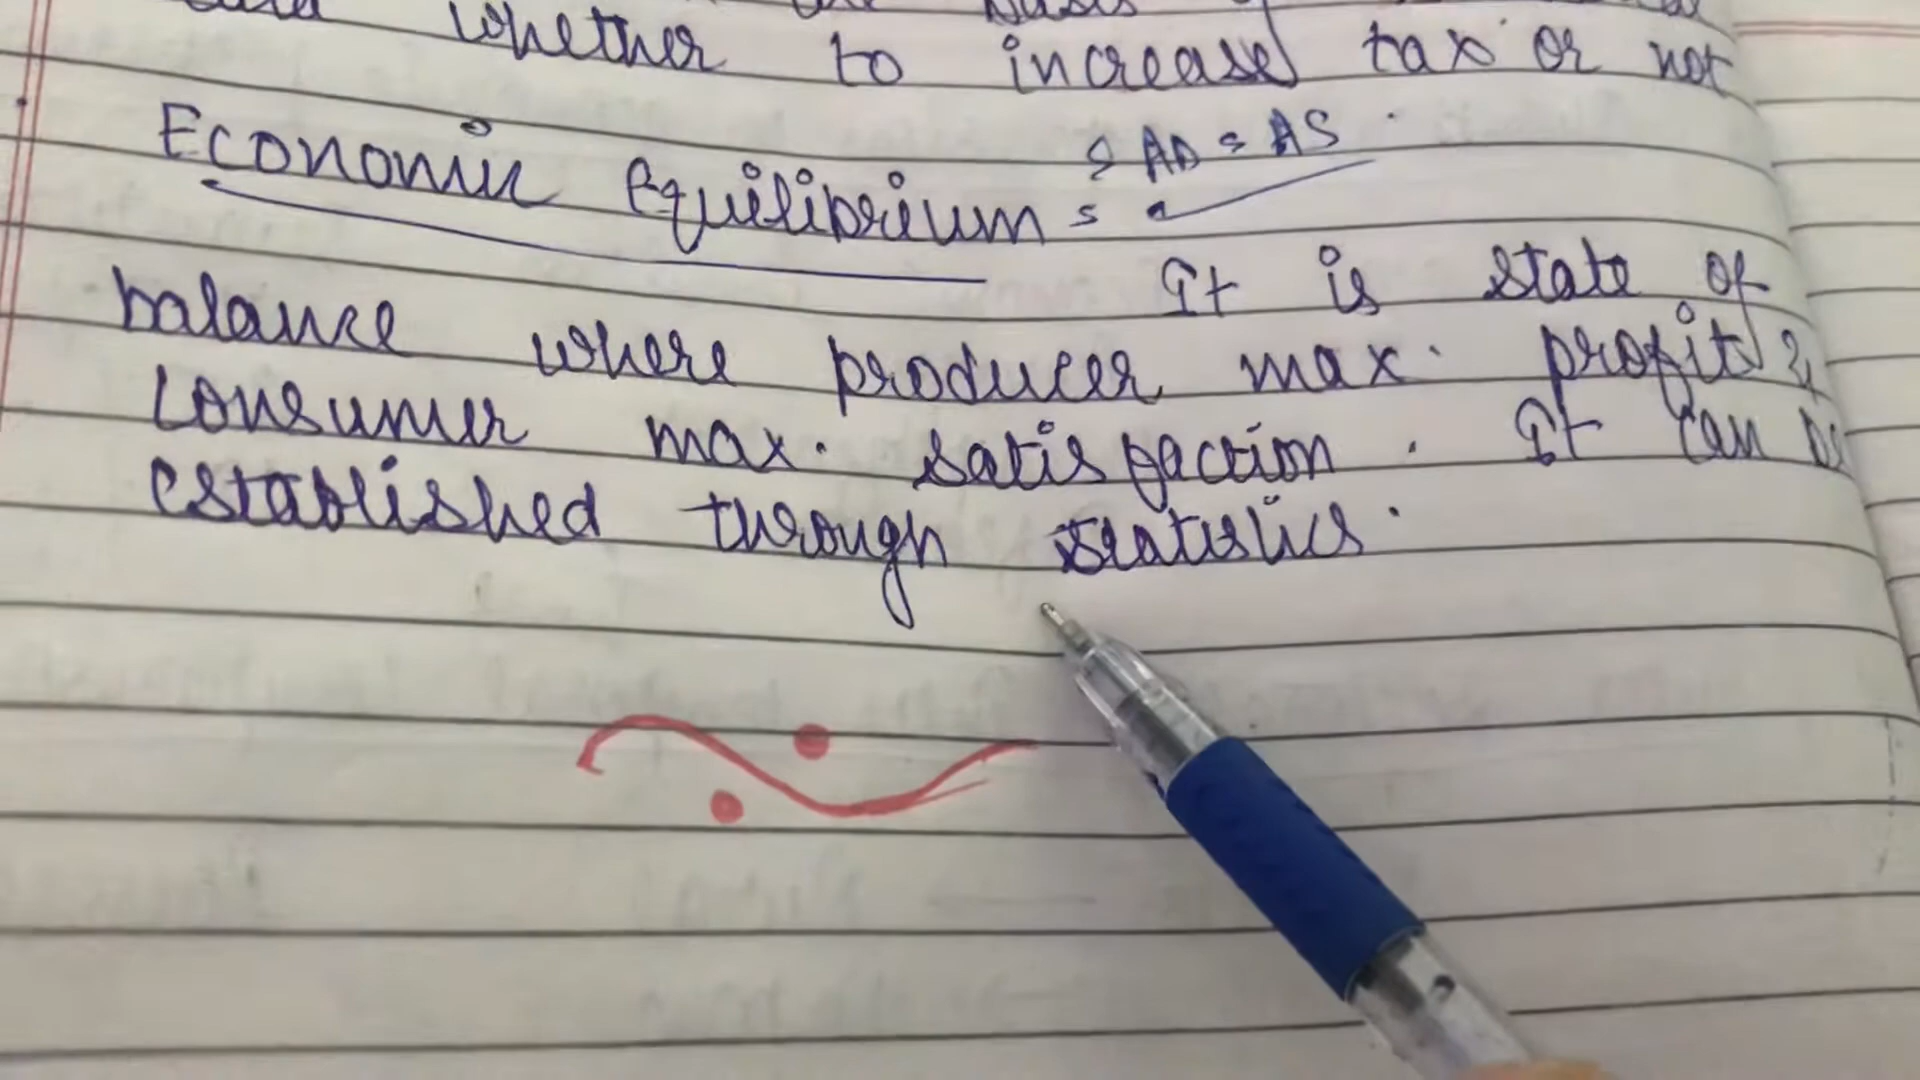 whether to increase tax or not
Economic Equilibrium = AD = AS
It is state of
balance where producer max. profit &
consumer max. satisfaction. It can
established through statistics.